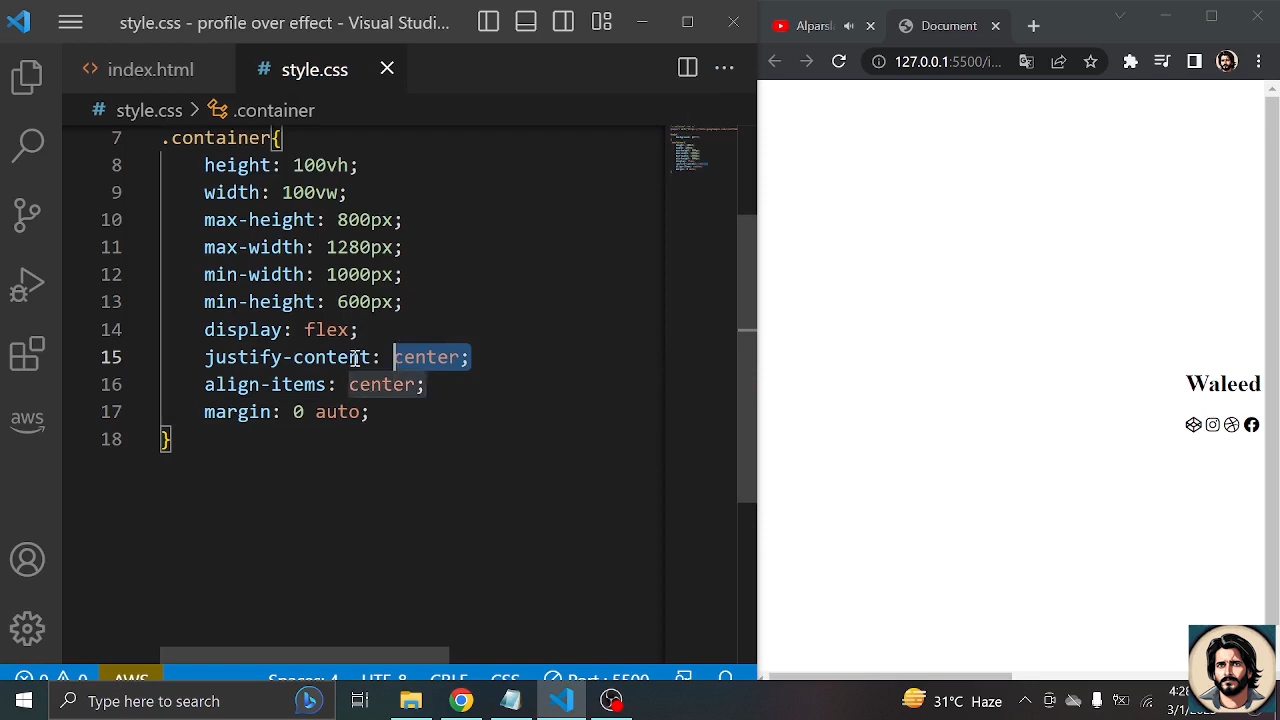 style.css - profile over effect - Visual Studi...
index.html
# style.css
# style.css > .container
7 .container{
8 height: 100vh;
9 width: 100vw;
10 max-height: 800px;
11 max-width: 1280px;
12 min-width: 1000px;
13 min-height: 600px;
14 display: flex;
15 justify-content: center;
16 align-items: center;
17 margin: 0 auto;
18 }
aws
AWS
Spaces: 4
UTF-8
CRLF
CSS
Port: 5500
Alparsl
Document
127.0.0.1:5500/i...
Waleed
Type here to search
31°C Haze